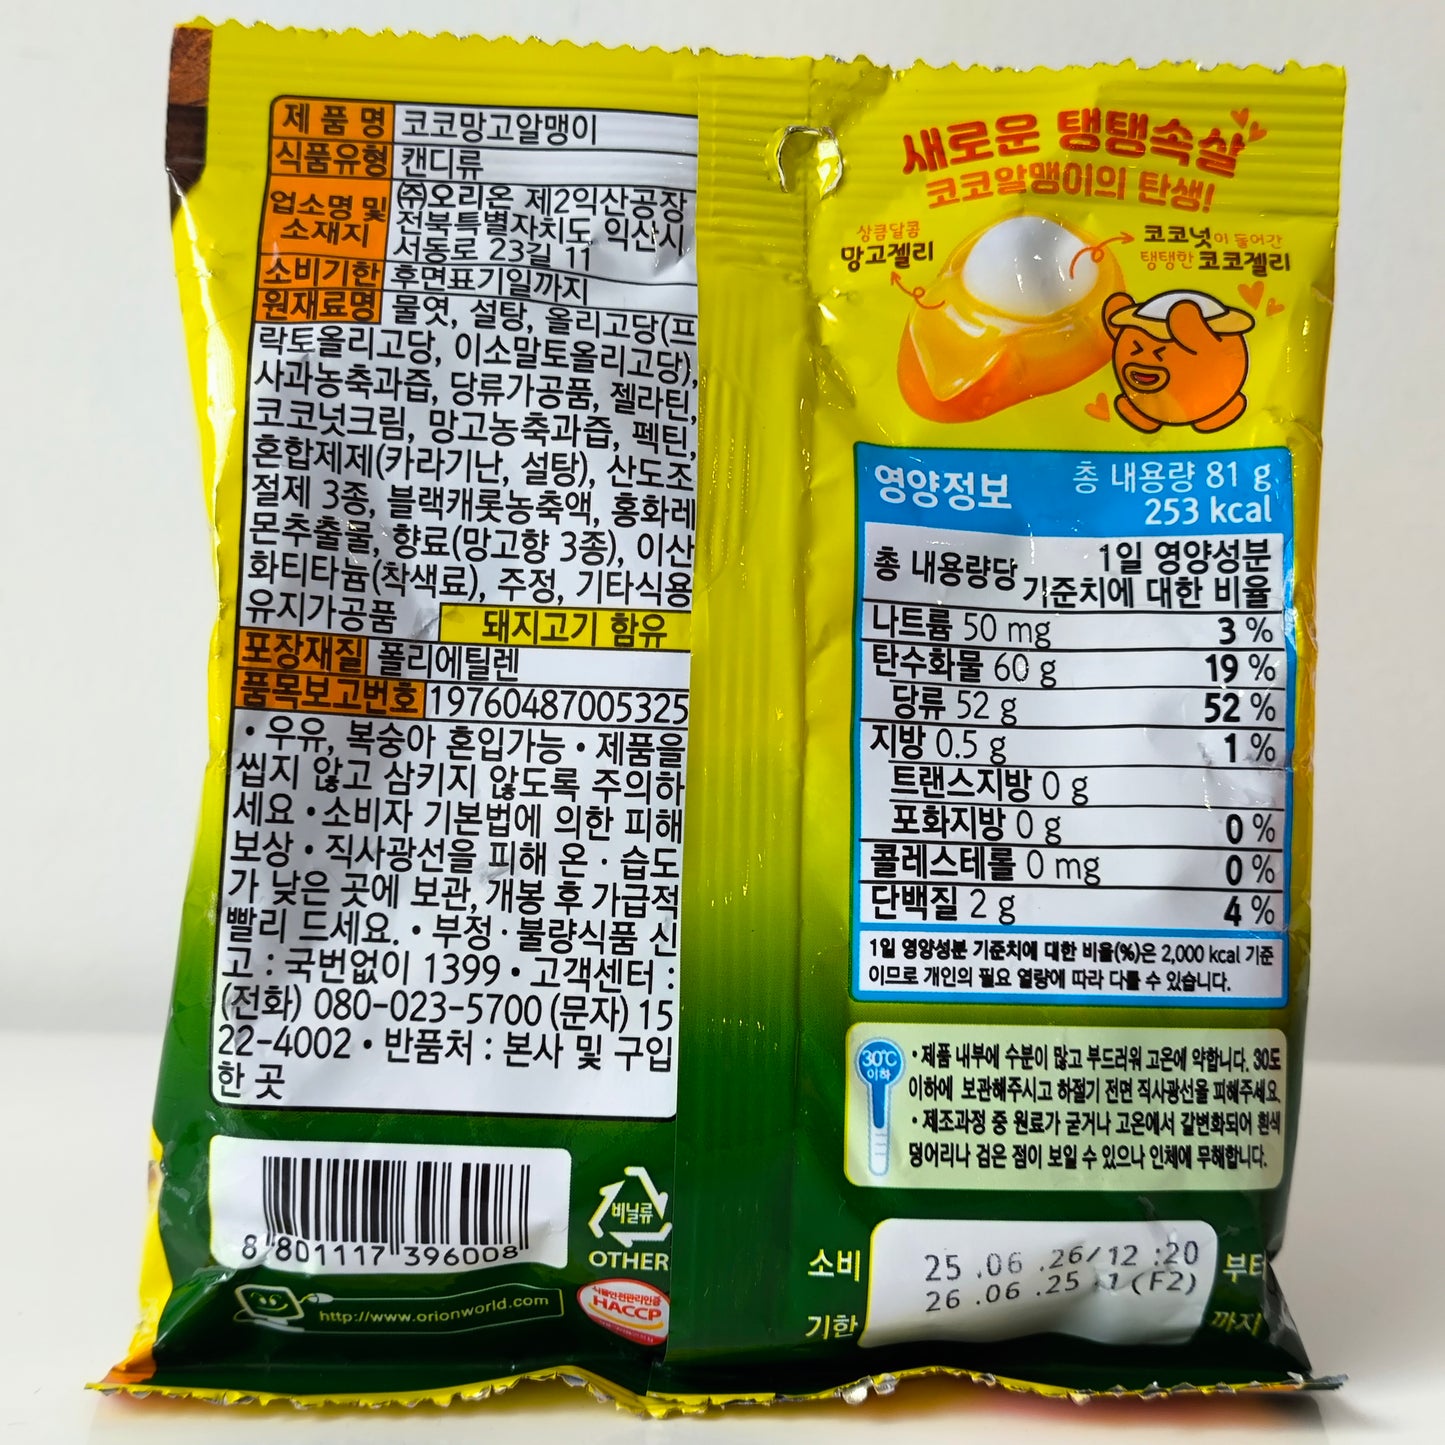 제 품 명 코코망고알맹이
식품유형 캔디류
업소명 및
소재지
㈜오리온 제2익산공장
전북특별자치도 익산시
서동로 23길 11
소비기한 후면표기일까지
원재료명 물엿, 설탕, 올리고당(프
락토올리고당, 이소말토올리고당),
사과농축과즙, 당류가공품, 젤라틴,
코코넛크림, 망고농축과즙, 펙틴,
혼합제제(카라기난, 설탕), 산도조
절제 3종, 블랙캐롯농축액, 홍화레
몬추출물, 향료(망고향 3종), 이산
화티타늄(착색료), 주정, 기타식용
유지가공품 돼지고기 함유
포장재질 폴리에틸렌
품목보고번호 19760487005325
• 우유, 복숭아 혼입가능 • 제품을
씹지 않고 삼키지 않도록 주의하
세요 • 소비자 기본법에 의한 피해
보상 • 직사광선을 피해 온 · 습도
가 낮은 곳에 보관, 개봉 후 가급적
빨리 드세요. • 부정 · 불량식품 신
고 : 국번없이 1399 • 고객센터 :
(전화) 080-023-5700 (문자) 15
22-4002 • 반품처 : 본사 및 구입
한 곳
8 801117 396008
비닐류
OTHER
http://www.orionworld.com
HACCP
새로운 탱탱속살
코코알맹이의 탄생!
상큼달콤
망고젤리
코코넛이 들어간
탱탱한 코코젤리
영양정보
총 내용량 81 g
253 kcal
총 내용량당
1일 영양성분
기준치에 대한 비율
나트륨 50 mg 3 %
탄수화물 60 g 19 %
당류 52 g 52 %
지방 0.5 g 1 %
트랜스지방 0 g
포화지방 0 g 0 %
콜레스테롤 0 mg 0 %
단백질 2 g 4 %
1일 영양성분 기준치에 대한 비율(%)은 2,000 kcal 기준
이므로 개인의 필요 열량에 따라 다를 수 있습니다.
30℃
이하
• 제품 내부에 수분이 많고 부드러워 고온에 약합니다. 30도
이하에 보관해주시고 하절기 전면 직사광선을 피해주세요.
• 제조과정 중 원료가 굳거나 고온에서 갈변화되어 흰색
덩어리나 검은 점이 보일 수 있으나 인체에 무해합니다.
소비
기한
25 .06 .26/12 :20
26 .06 .25 (F2)
부터
까지